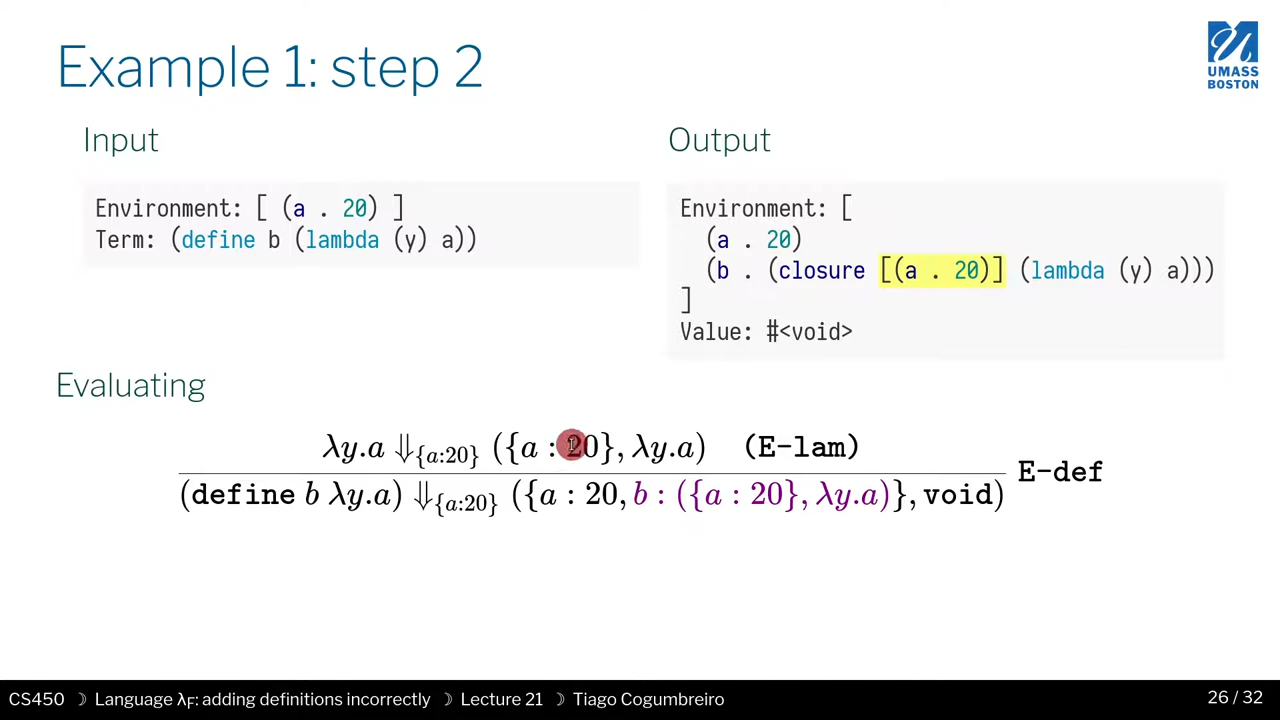 Example 1: step 2
UMASS
BOSTON
Input
Environment: [ (a . 20) ]
Term: (define b (lambda (y) a))
Output
Environment: [
(a . 20)
(b . (closure [(a . 20)] (lambda (y) a)))
]
Value: #<void>
Evaluating
λy.a ⇓{a:20} ({a : 20}, λy.a) (E-lam)
(define b λy.a) ⇓{a:20} ({a : 20, b : ({a : 20}, λy.a)}, void) E-def
CS450 ☽ Language λF: adding definitions incorrectly ☽ Lecture 21 ☽ Tiago Cogumbreiro
26 / 32